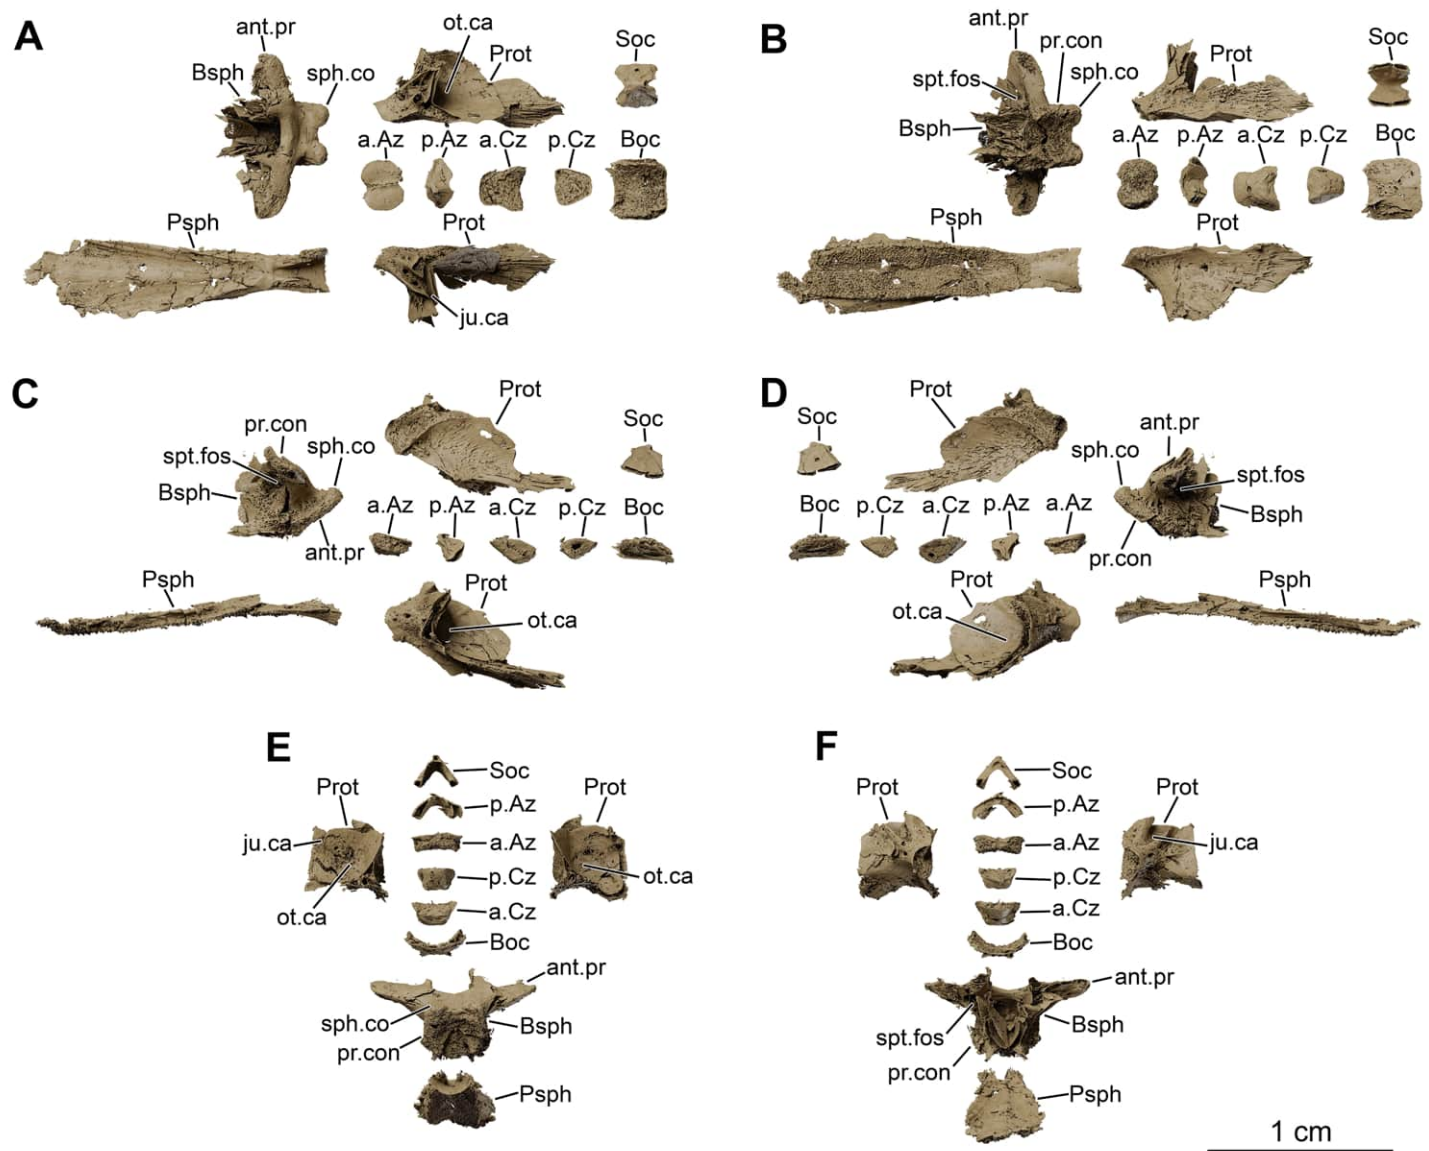 A
ant.pr
ot.ca
Prot
Soc
Bsph
sph.co
a.Az
p.Az
a.Cz
p.Cz
Boc
Psph
Prot
ju.ca
B
ant.pr
pr.con
sph.co
spt.fos
Prot
Soc
Bsph
a.Az
p.Az
a.Cz
p.Cz
Boc
Psph
Prot
C
Prot
pr.con
sph.co
Soc
spt.fos
Bsph
a.Az
p.Az
a.Cz
p.Cz
Boc
ant.pr
Psph
Prot
ot.ca
D
Prot
Soc
ant.pr
sph.co
spt.fos
Boc
p.Cz
a.Cz
p.Az
a.Az
Bsph
pr.con
Prot
Psph
ot.ca
E
Soc
Prot
Prot
p.Az
ju.ca
a.Az
p.Cz
ot.ca
a.Cz
ot.ca
Boc
ant.pr
sph.co
Bsph
pr.con
Psph
F
Soc
Prot
Prot
p.Az
a.Az
ju.ca
p.Cz
a.Cz
Boc
ant.pr
Bsph
spt.fos
pr.con
Psph
1 cm